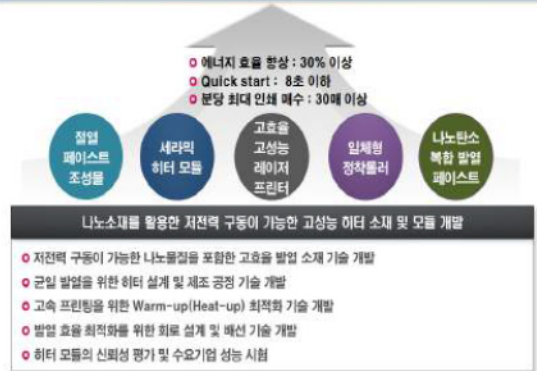 에너지 효율 향상 : 30% 이상
Quick start : 8초 이하
분당 최대 인쇄 매수 : 30매 이상
절열
페이스트
조성물
세라믹
히터 모듈
고효율
고성능
레이저
프린터
일체형
정착롤러
나노탄소
복합 발열
페이스트
나노소재를 활용한 저전력 구동이 가능한 고성능 히터 소재 및 모듈 개발
저전력 구동이 가능한 나노물질을 포함한 고효율 발열 소재 기술 개발
균일 발열을 위한 히터 설계 및 제조 공정 기술 개발
고속 프린팅을 위한 Warm-up(Heat-up) 최적화 기술 개발
발열 효율 최적화를 위한 회로 설계 및 배선 기술 개발
히터 모듈의 신뢰성 평가 및 수요기업 성능 시험